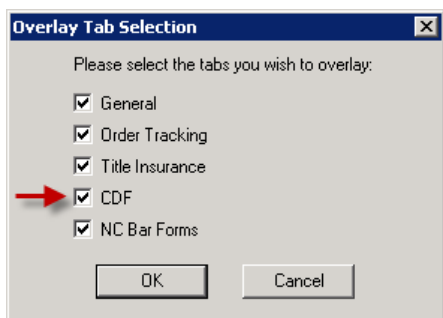 Overlay Tab Selection
Please select the tabs you wish to overlay:
General
Order Tracking
Title Insurance
CDF
NC Bar Forms
OK Cancel